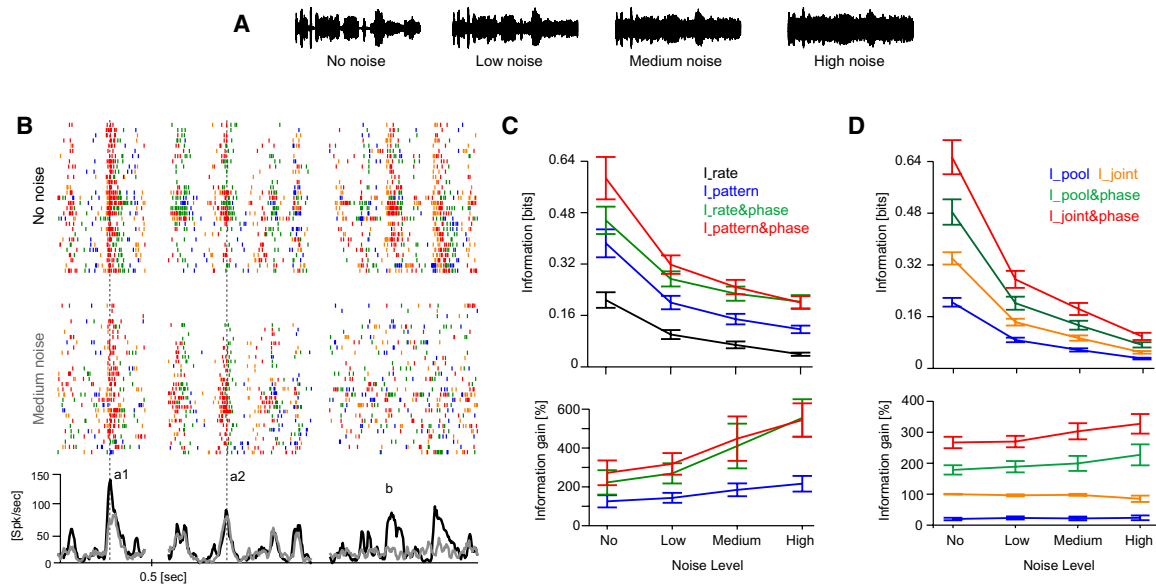 A
No noise
Low noise
Medium noise
High noise
B
No noise
Medium noise
[Spk/sec]
150
100
50
0
a1
a2
b
0.5 [sec]
C
Information [bits]
0.64
0.48
0.32
0.16
0
I_rate
I_pattern
I_rate&phase
I_pattern&phase
Information gain [%]
600
400
200
0
No
Low
Medium
High
Noise Level
D
Information [bits]
0.64
0.48
0.32
0.16
0
I_pool I_joint
I_pool&phase
I_joint&phase
Information gain [%]
400
300
200
100
0
No
Low
Medium
High
Noise Level